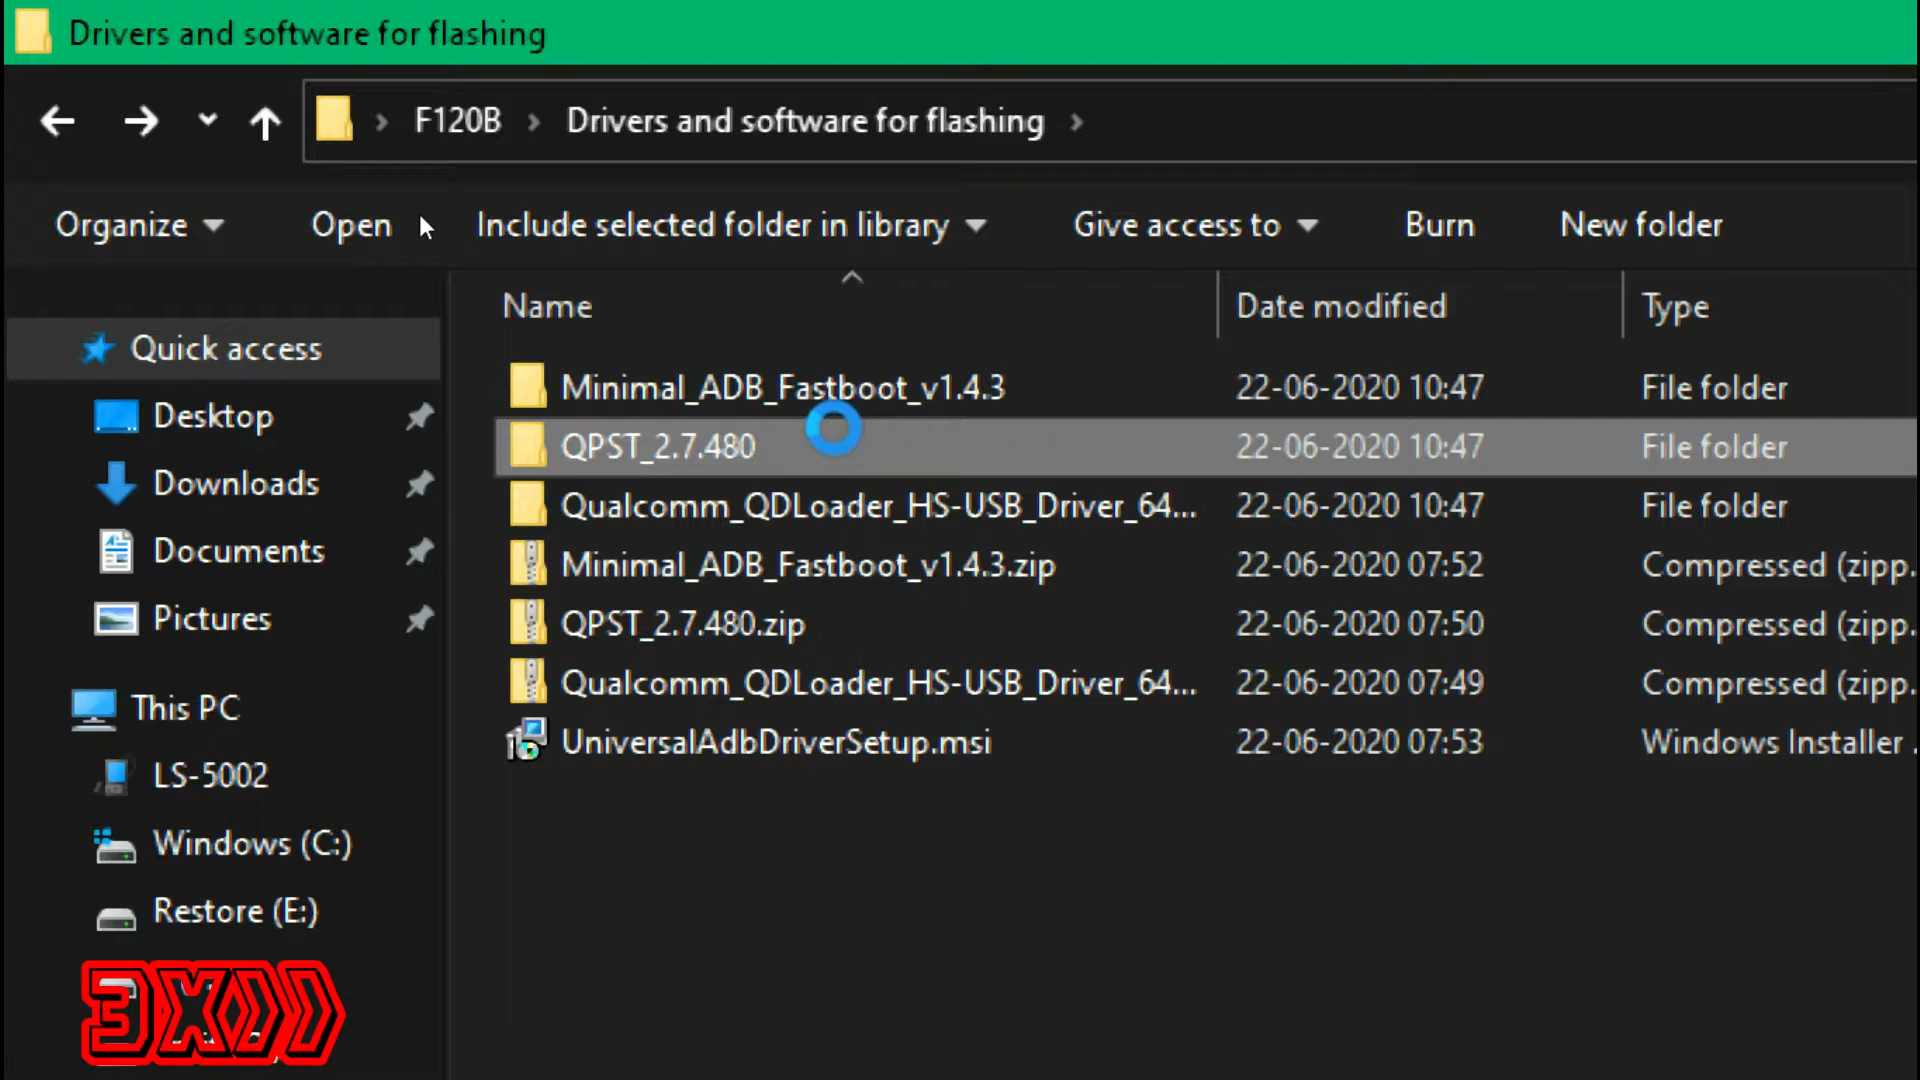 Drivers and software for flashing
F120B
Drivers and software for flashing
Organize
Open
Include selected folder in library
Give access to
Burn
New folder
Name
Date modified
Type
Quick access
Desktop
Downloads
Documents
Pictures
This PC
LS-5002
Windows (C:)
Restore (E:)
Minimal_ADB_Fastboot_v1.4.3 22-06-2020 10:47 File folder
QPST_2.7.480 22-06-2020 10:47 File folder
Qualcomm_QDLoader_HS-USB_Driver_64... 22-06-2020 10:47 File folder
Minimal_ADB_Fastboot_v1.4.3.zip 22-06-2020 07:52 Compressed (zipp.
QPST_2.7.480.zip 22-06-2020 07:50 Compressed (zipp.
Qualcomm_QDLoader_HS-USB_Driver_64... 22-06-2020 07:49 Compressed (zipp.
UniversalAdbDriverSetup.msi 22-06-2020 07:53 Windows Installer .